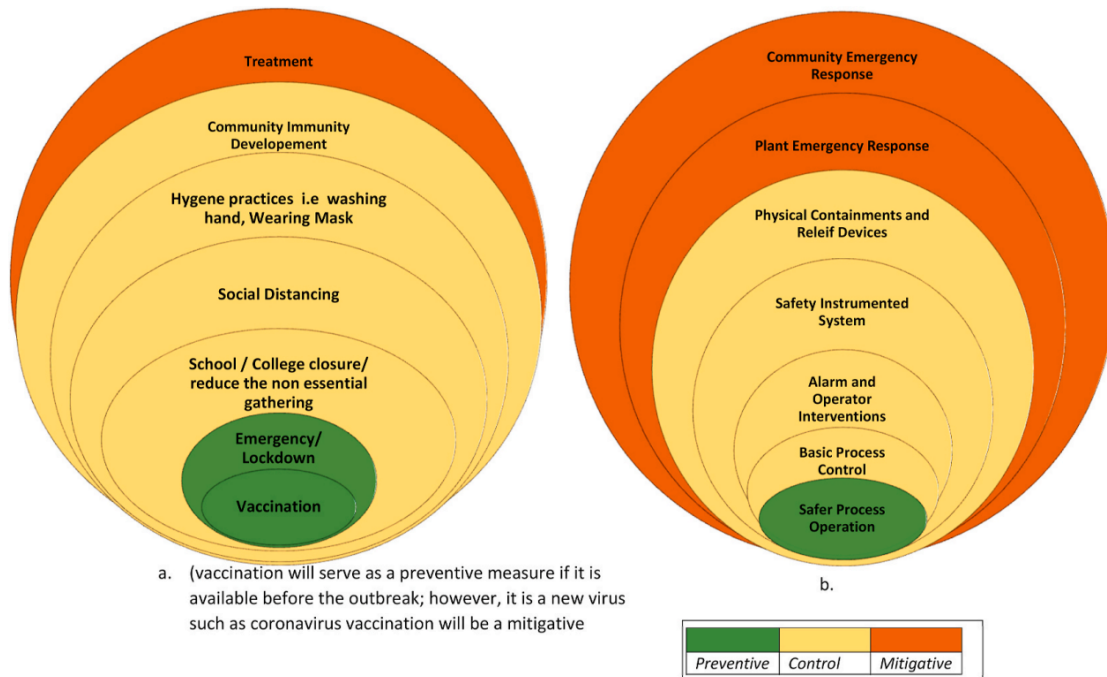 Treatment
Community Immunity
Developement
Hygene practices i.e washing
hand, Wearing Mask
Social Distancing
School / College closure/
reduce the non essential
gathering
Emergency/
Lockdown
Vaccination
a. (vaccination will serve as a preventive measure if it is
available before the outbreak; however, it is a new virus
such as coronavirus vaccination will be a mitigative
Community Emergency
Response
Plant Emergency Response
Physical Containments and
Releif Devices
Safety Instrumented
System
Alarm and
Operator
Interventions
Basic Process
Control
Safer Process
Operation
b.
Preventive Control Mitigative